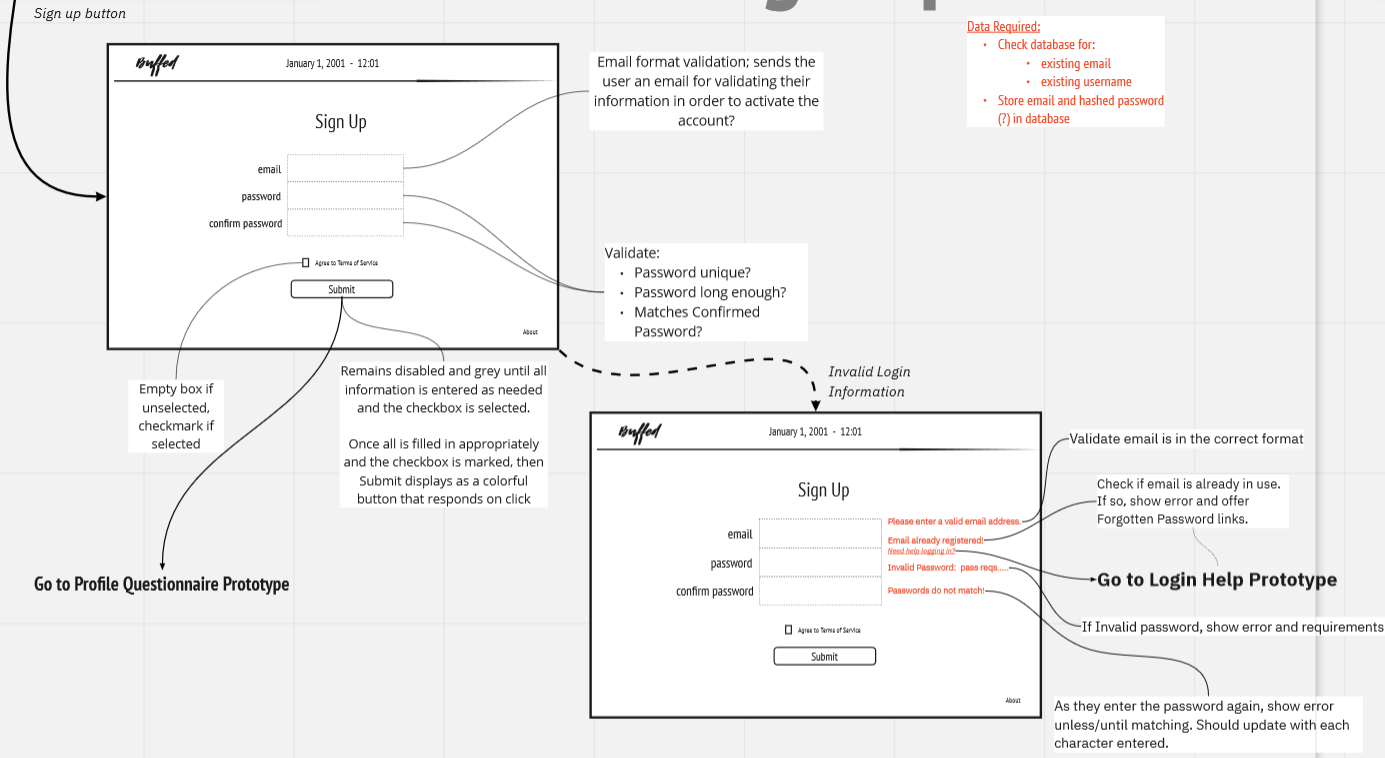 Sign up button
Data Required:
• Check database for:
• existing email
• existing username
• Store email and hashed password
(?) in database
Buffed
January 1, 2001 - 12:01
Sign Up
email
password
confirm password
Agree to Terms of Service
Submit
About
Email format validation; sends the
user an email for validating their
information in order to activate the
account?
Validate:
• Password unique?
• Password long enough?
• Matches Confirmed
Password?
Empty box if
unselected,
checkmark if
selected
Remains disabled and grey until all
information is entered as needed
and the checkbox is selected.
Once all is filled in appropriately
and the checkbox is marked, then
Submit displays as a colorful
button that responds on click
Go to Profile Questionnaire Prototype
Invalid Login
Information
Buffed
January 1, 2001 - 12:01
Sign Up
email
password
confirm password
Please enter a valid email address.
Email already registered!
Need help logging in?
Invalid Password: pass reqs.....
Passwords do not match!
Agree to Terms of Service
Submit
About
Validate email is in the correct format
Check if email is already in use.
If so, show error and offer
Forgotten Password links.
Go to Login Help Prototype
If Invalid password, show error and requirements
As they enter the password again, show error
unless/until matching. Should update with each
character entered.